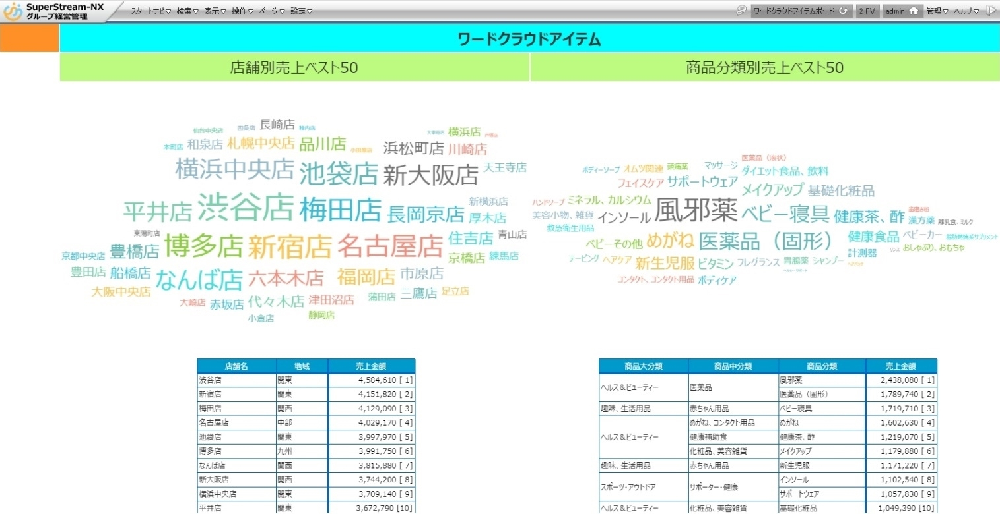 SuperStream-NX
グループ経営管理
スタートナビ▽ 検索▽ 表示▽ 操作▽ ページ▽ 設定▽
ワードクラウドアイテムボード 2 PV admin 管理▽ ヘルプ▽
ワードクラウドアイテム
店舗別売上ベスト50
仙台中央店 四条店 長崎店 稚内店 横浜店
本町店 和泉店 札幌中央店 品川店 小田原店 浜松町店 川崎店
横浜中央店 池袋店 新大阪店 天王寺店
平井店 渋谷店 梅田店 長岡京店 新横浜店 厚木店
東陽町店 博多店 新宿店 名古屋店 住吉店 青山店
京都中央店 豊橋店 京橋店 練馬店
豊田店 船橋店 なんば店 六本木店 福岡店 市原店
大阪中央店 代々木店 津田沼店 蒲田店 三鷹店 足立店
大崎店 赤坂店 静岡店
小倉店
商品分類別売上ベスト50
医薬品（液状）
ボディーソープ オムツ関連 頭痛薬 マッサージ ダイエット食品、飲料
フェイスケア サポートウェア メイクアップ 基礎化粧品
ハンドソープ ミネラル、カルシウム 風邪薬
美容小物、雑貨 インソール ベビー寝具 健康茶、酢 歯磨き粉 漢方薬 離乳食、ミルク
救急衛生用品 健康食品 ベビーカー 脂肪燃焼系サプリメント
ベビーその他 めがね 医薬品（固形） 計測器 リンス おしゃぶり、おもちゃ
テーピング ヘアケア 新生児服 ビタミン フレグランス 胃腸薬 シャンプー
コンタクト、コンタクト用品 ボディケア
店舗名 地域 売上金額
渋谷店 関東 4,584,610 [ 1]
新宿店 関東 4,151,820 [ 2]
梅田店 関西 4,129,090 [ 3]
名古屋店 中部 4,029,170 [ 4]
池袋店 関東 3,997,970 [ 5]
博多店 九州 3,991,750 [ 6]
なんば店 関西 3,815,880 [ 7]
新大阪店 関西 3,744,200 [ 8]
横浜中央店 関東 3,709,140 [ 9]
平井店 関東 3,672,790 [10]
商品大分類 商品中分類 商品分類 売上金額
ヘルス＆ビューティー 医薬品 風邪薬 2,438,080 [ 1]
医薬品（固形） 1,789,740 [ 2]
趣味、生活用品 赤ちゃん用品 ベビー寝具 1,719,710 [ 3]
ヘルス＆ビューティー めがね、コンタクト用品 めがね 1,602,630 [ 4]
健康補助食 健康茶、酢 1,219,070 [ 5]
化粧品、美容雑貨 メイクアップ 1,179,880 [ 6]
趣味、生活用品 赤ちゃん用品 新生児服 1,171,220 [ 7]
スポーツ・アウトドア サポーター・健康 インソール 1,102,540 [ 8]
サポートウェア 1,057,830 [ 9]
ヘルス＆ビューティー 化粧品、美容雑貨 基礎化粧品 1,049,390 [10]